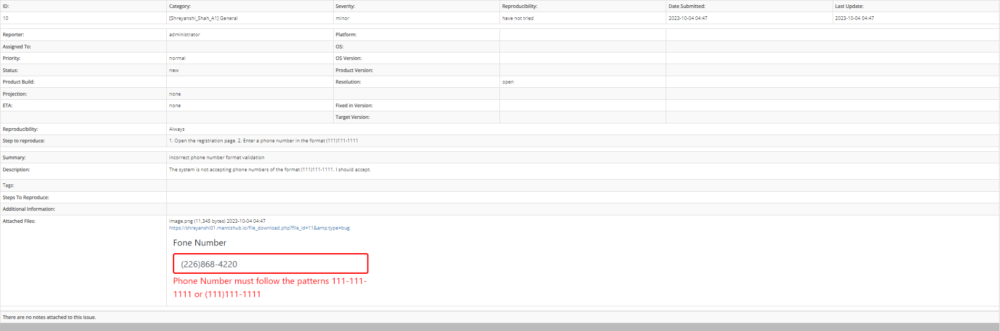 ID: Category: Severity: Reproducibility: Date Submitted: Last Update:
10 [Shreyanshi_Shah_A1] General minor have not tried 2023-10-04 04:47 2023-10-04 04:47
Reporter: administrator Platform:
Assigned To: OS:
Priority: normal OS Version:
Status: new Product Version:
Product Build: Resolution: open
Projection: none
ETA: none Fixed in Version:
Target Version:
Reproducibility: Always
Step to reproduce: 1. Open the registration page. 2. Enter a phone number in the format (111)111-1111
Summary: incorrect phone number format validation
Description: The system is not accepting phone numbers of the format (111)111-1111. I should accept.
Tags:
Steps To Reproduce:
Additional Information:
Attached Files: image.png (11,345 bytes) 2023-10-04 04:47
https://shreyanshi01.mantishub.io/file_download.php?file_id=11&amp;type=bug
Fone Number
(226)868-4220
Phone Number must follow the patterns 111-111-
1111 or (111)111-1111
There are no notes attached to this issue.